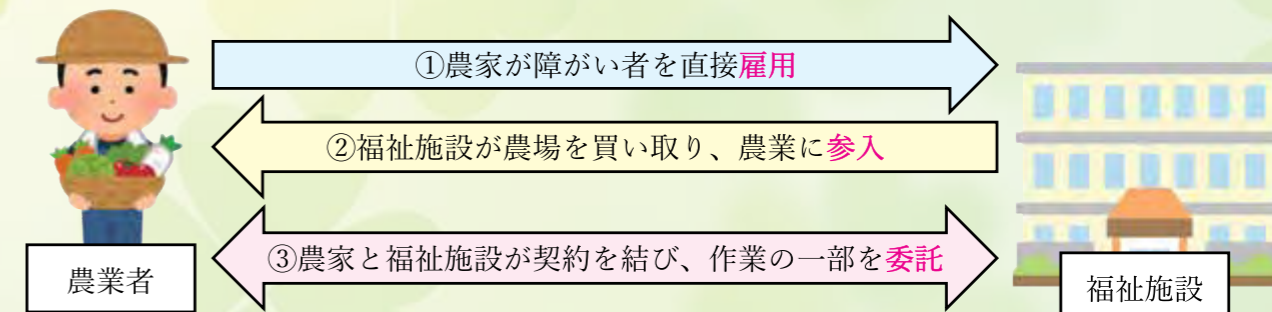 ①農家が障がい者を直接雇用
②福祉施設が農場を買い取り、農業に参入
③農家と福祉施設が契約を結び、作業の一部を委託
農業者
福祉施設